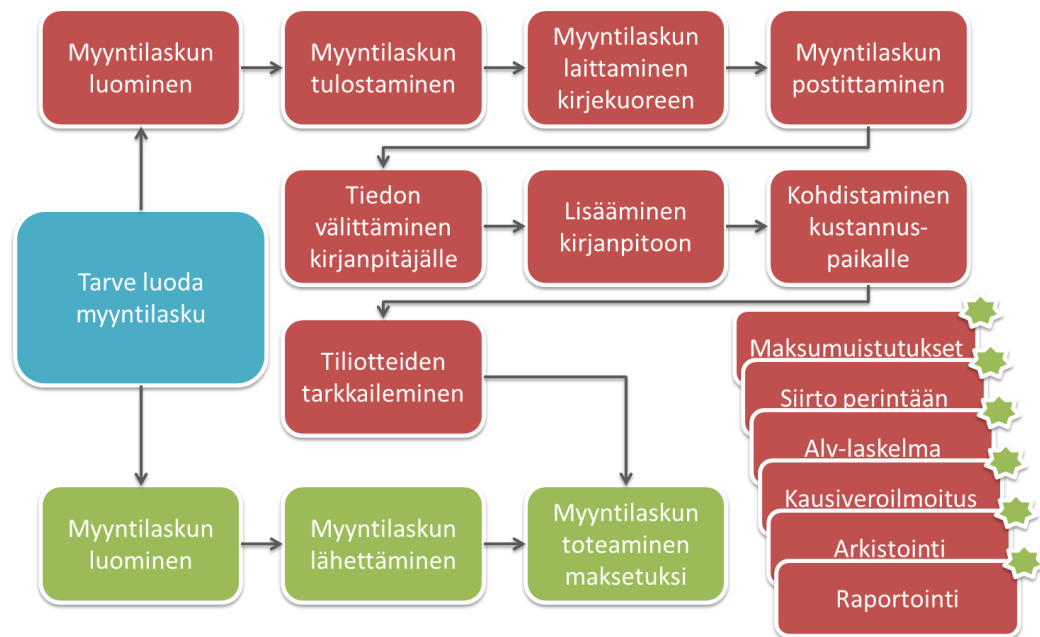 Myyntilaskun
luominen
Myyntilaskun
tulostaminen
Myyntilaskun
laittaminen
kirjekuoreen
Myyntilaskun
postittaminen
Tiedon
välittäminen
kirjanpitäjälle
Lisääminen
kirjanpitoon
Kohdistaminen
kustannus-
paikalle
Tarve luoda
myyntilasku
Tiliotteiden
tarkkaileminen
Maksumuistutukset
Siirto perintään
Alv-laskelma
Kausiveroilmoitus
Arkistointi
Raportointi
Myyntilaskun
luominen
Myyntilaskun
lähettäminen
Myyntilaskun
toteaminen
maksetuksi